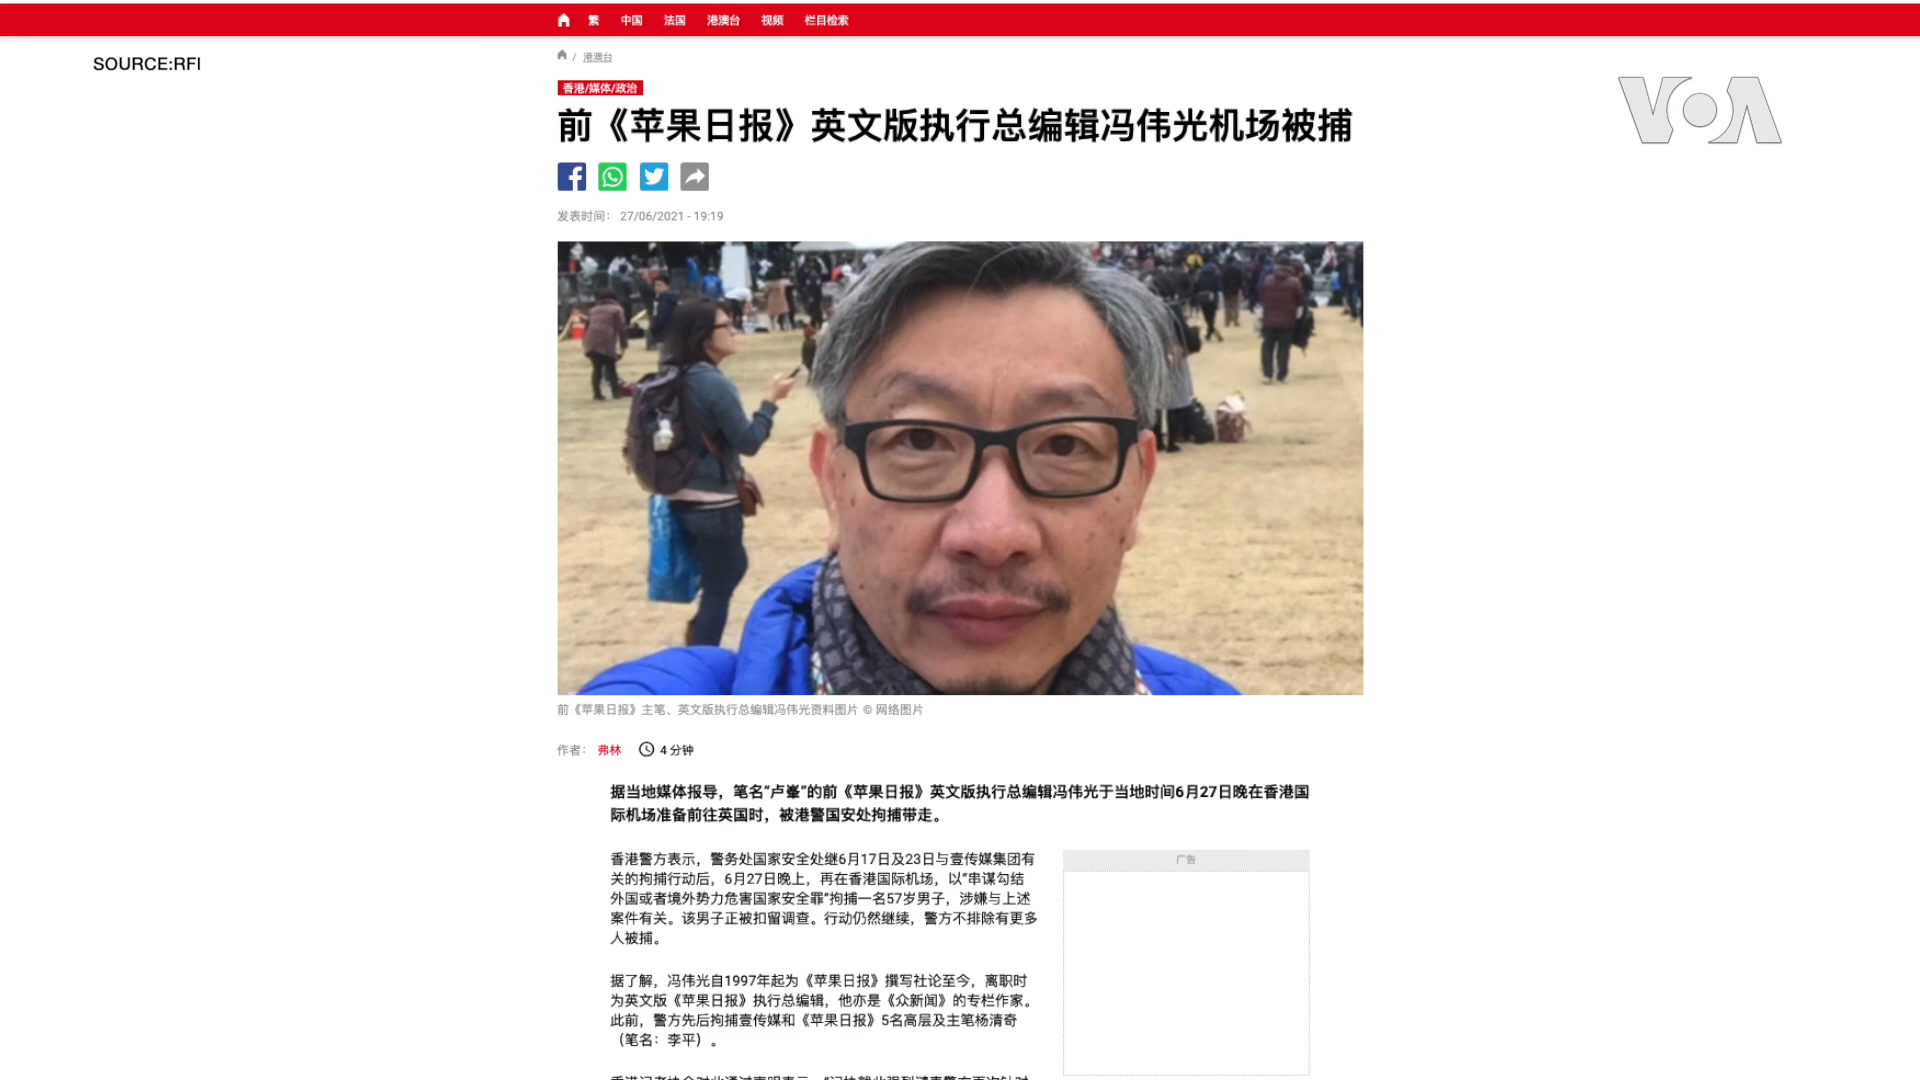 繁 中国 法国 港澳台 视频 栏目检索
SOURCE:RFI
/ 港澳台
VOA
香港/媒体/政治
前《苹果日报》英文版执行总编辑冯伟光机场被捕
发表时间: 27/06/2021 - 19:19
前《苹果日报》主笔、英文版执行总编辑冯伟光资料图片 © 网络图片
作者: 弗林 4 分钟
据当地媒体报导，笔名“卢峯”的前《苹果日报》英文版执行总编辑冯伟光于当地时间6月27日晚在香港国
际机场准备前往英国时，被港警国安处拘捕带走。
香港警方表示，警务处国家安全处继6月17日及23日与壹传媒集团有
关的拘捕行动后，6月27日晚上，再在香港国际机场，以“串谋勾结
外国或者境外势力危害国家安全罪”拘捕一名57岁男子，涉嫌与上述
案件有关。该男子正被扣留调查。行动仍然继续，警方不排除有更多
人被捕。
广告
据了解，冯伟光自1997年起为《苹果日报》撰写社论至今，离职时
为英文版《苹果日报》执行总编辑，他亦是《众新闻》的专栏作家。
此前，警方先后拘捕壹传媒和《苹果日报》5名高层及主笔杨清奇
（笔名：李平）。